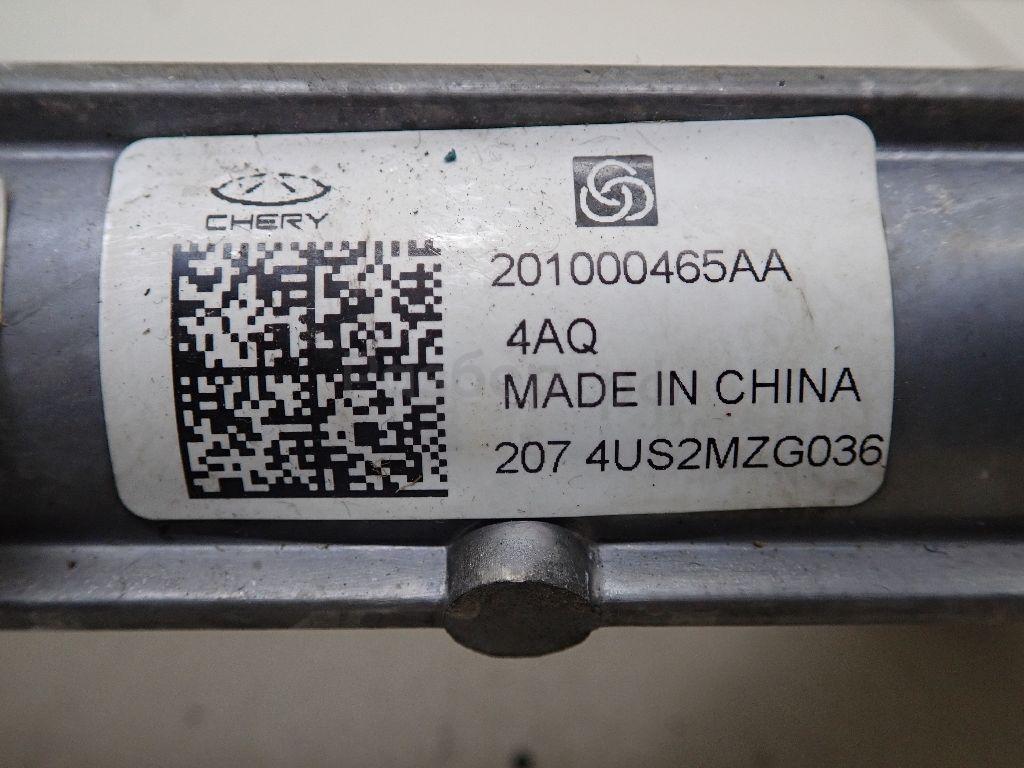 CHERY
201000465AA
4AQ
MADE IN CHINA
207 4US2MZG036